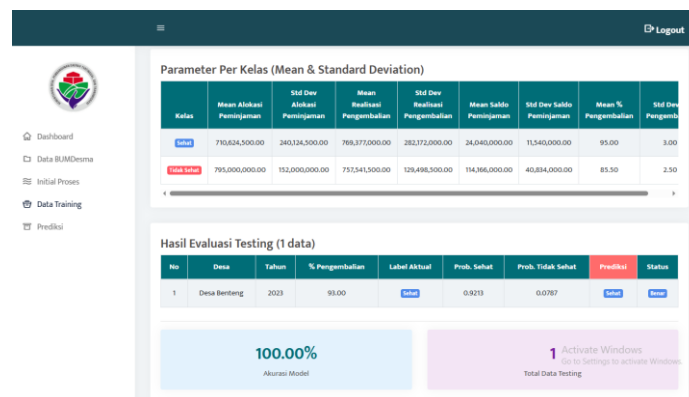 Logout
Dashboard
Data BUMDesma
Initial Proses
Data Training
Prediksi
Parameter Per Kelas (Mean & Standard Deviation)
Kelas Mean Alokasi Peminjaman Std Dev Alokasi Peminjaman Mean Realisasi Pengembalian Std Dev Realisasi Pengembalian Mean Saldo Peminjaman Std Dev Saldo Peminjaman Mean % Pengembalian Std Dev
Sehat 710,624,500.00 240,124,500.00 769,377,000.00 282,172,000.00 24,040,000.00 11,540,000.00 95.00 3.00
Tidak Sehat 795,000,000.00 152,000,000.00 757,541,500.00 129,498,500.00 114,166,000.00 40,834,000.00 85.50 2.50
Hasil Evaluasi Testing (1 data)
No Desa Tahun % Pengembalian Label Aktual Prob. Sehat Prob. Tidak Sehat Prediksi Status
1 Desa Benteng 2023 93.00 Sehat 0.9213 0.0787 Sehat Benar
100.00%
Akurasi Model
1
Total Data Testing
Activate Windows
Go to Settings to activate Windows.